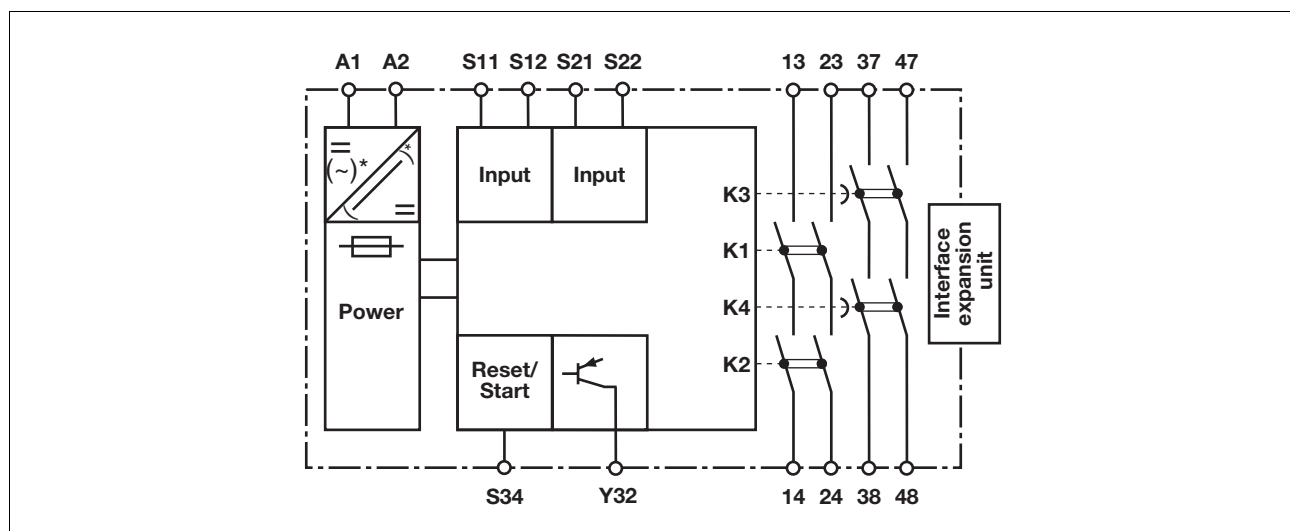 A1 A2 S11 S12 S21 S22 13 23 37 47
=
(~)*
(*
=
Input Input
K3
K1
K4
K2
Power
Interface
expansion
unit
Reset/
Start
S34 Y32 14 24 38 48